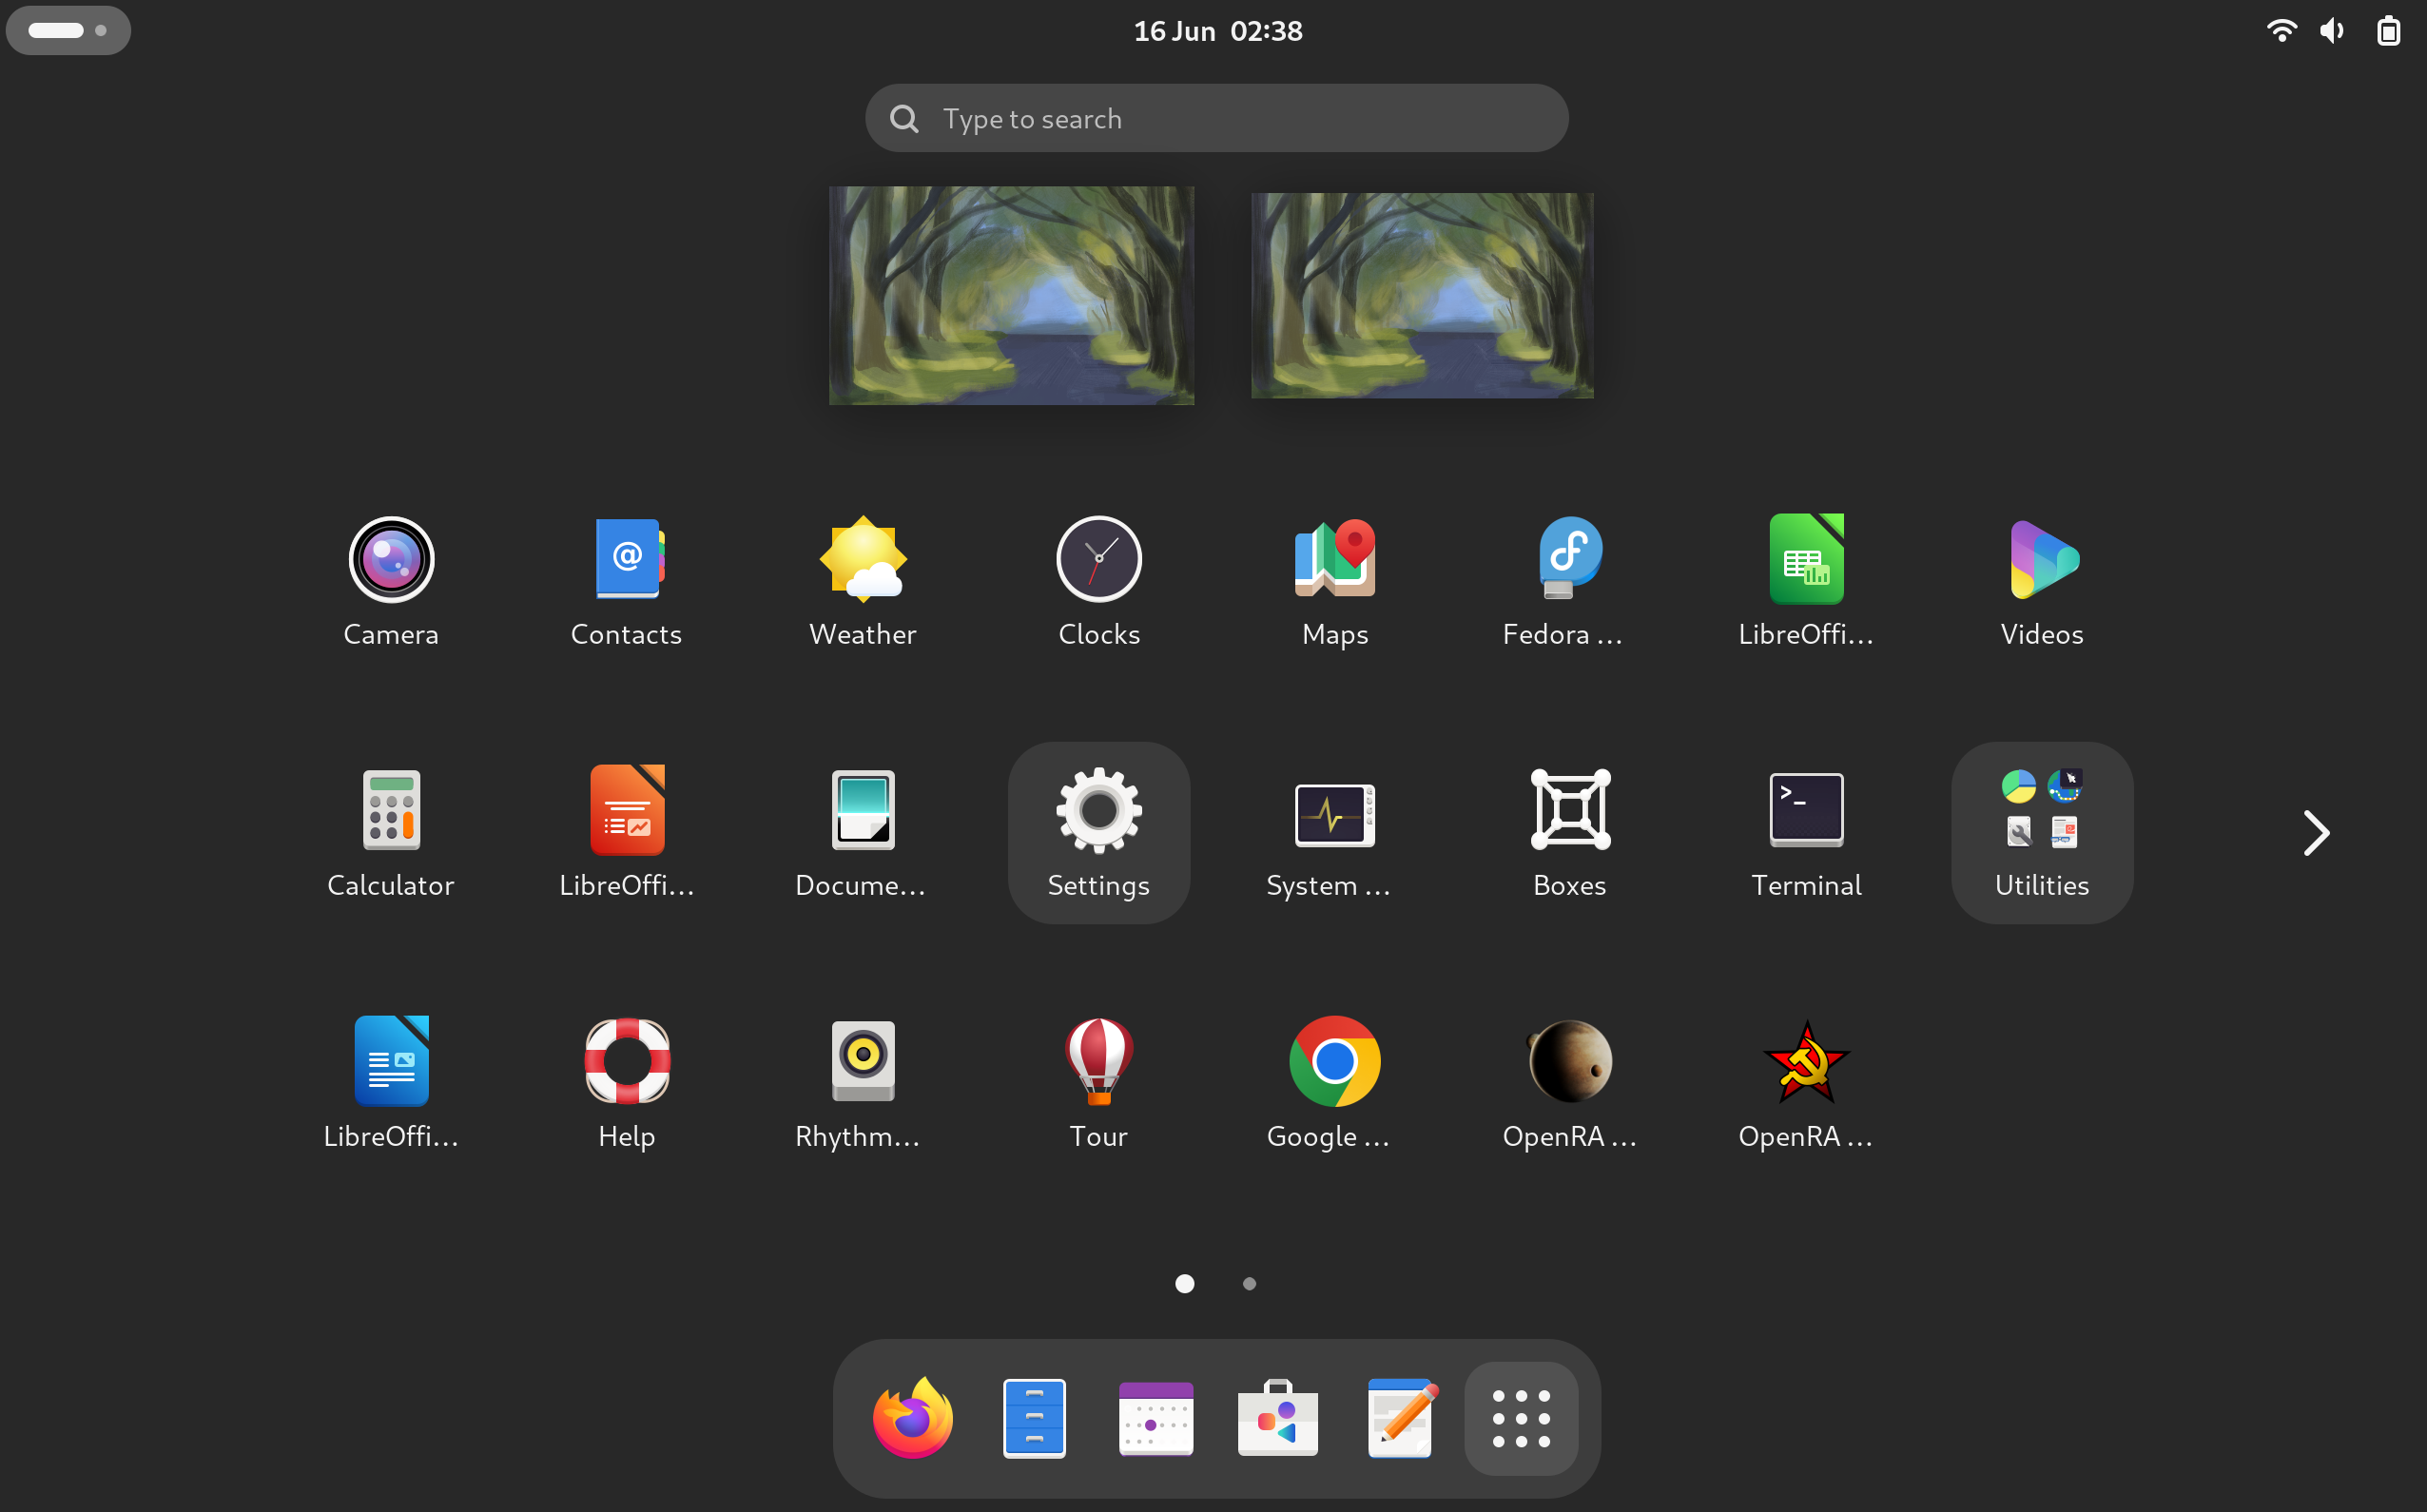 16 Jun 02:38
Type to search
Camera Contacts Weather Clocks Maps Fedora … LibreOffi… Videos
Calculator LibreOffi… Docume… Settings System … Boxes Terminal Utilities
LibreOffi… Help Rhythm… Tour Google … OpenRA … OpenRA …